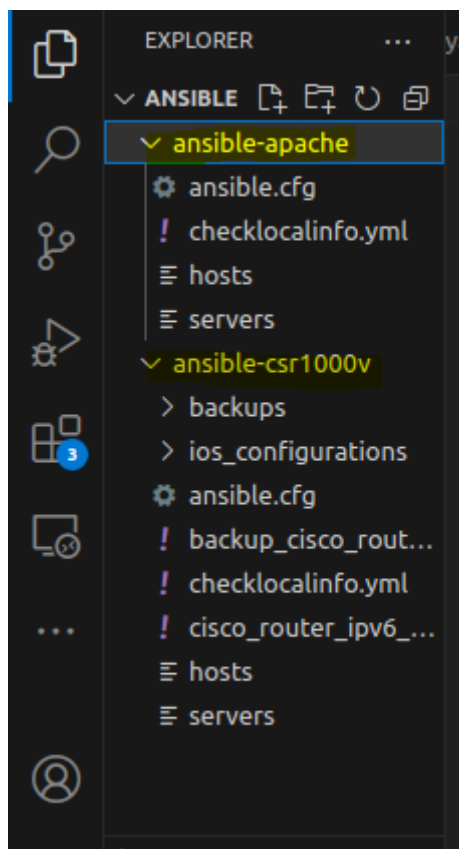 EXPLORER ...
y
ANSIBLE
ansible-apache
ansible.cfg
! checklocalinfo.yml
hosts
servers
ansible-csr1000v
backups
ios_configurations
ansible.cfg
! backup_cisco_rout...
! checklocalinfo.yml
! cisco_router_ipv6_...
hosts
servers
3